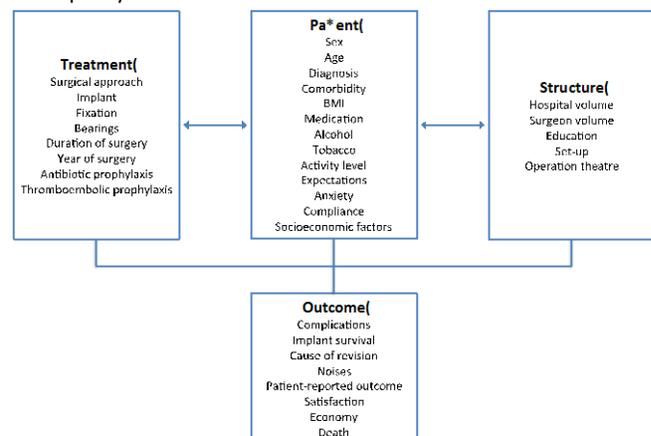 Treatment(
Surgical approach
Implant
Fixation
Bearings
Duration of surgery
Year of surgery
Antibiotic prophylaxis
Thromboembolic prophylaxis
Pa*ent(
Sex
Age
Diagnosis
Comorbidity
BMI
Medication
Alcohol
Tobacco
Activity level
Expectations
Anxiety
Compliance
Socioeconomic factors
Structure(
Hospital volume
Surgeon volume
Education
Set-up
Operation theatre
Outcome(
Complications
Implant survival
Cause of revision
Noises
Patient-reported outcome
Satisfaction
Economy
Death